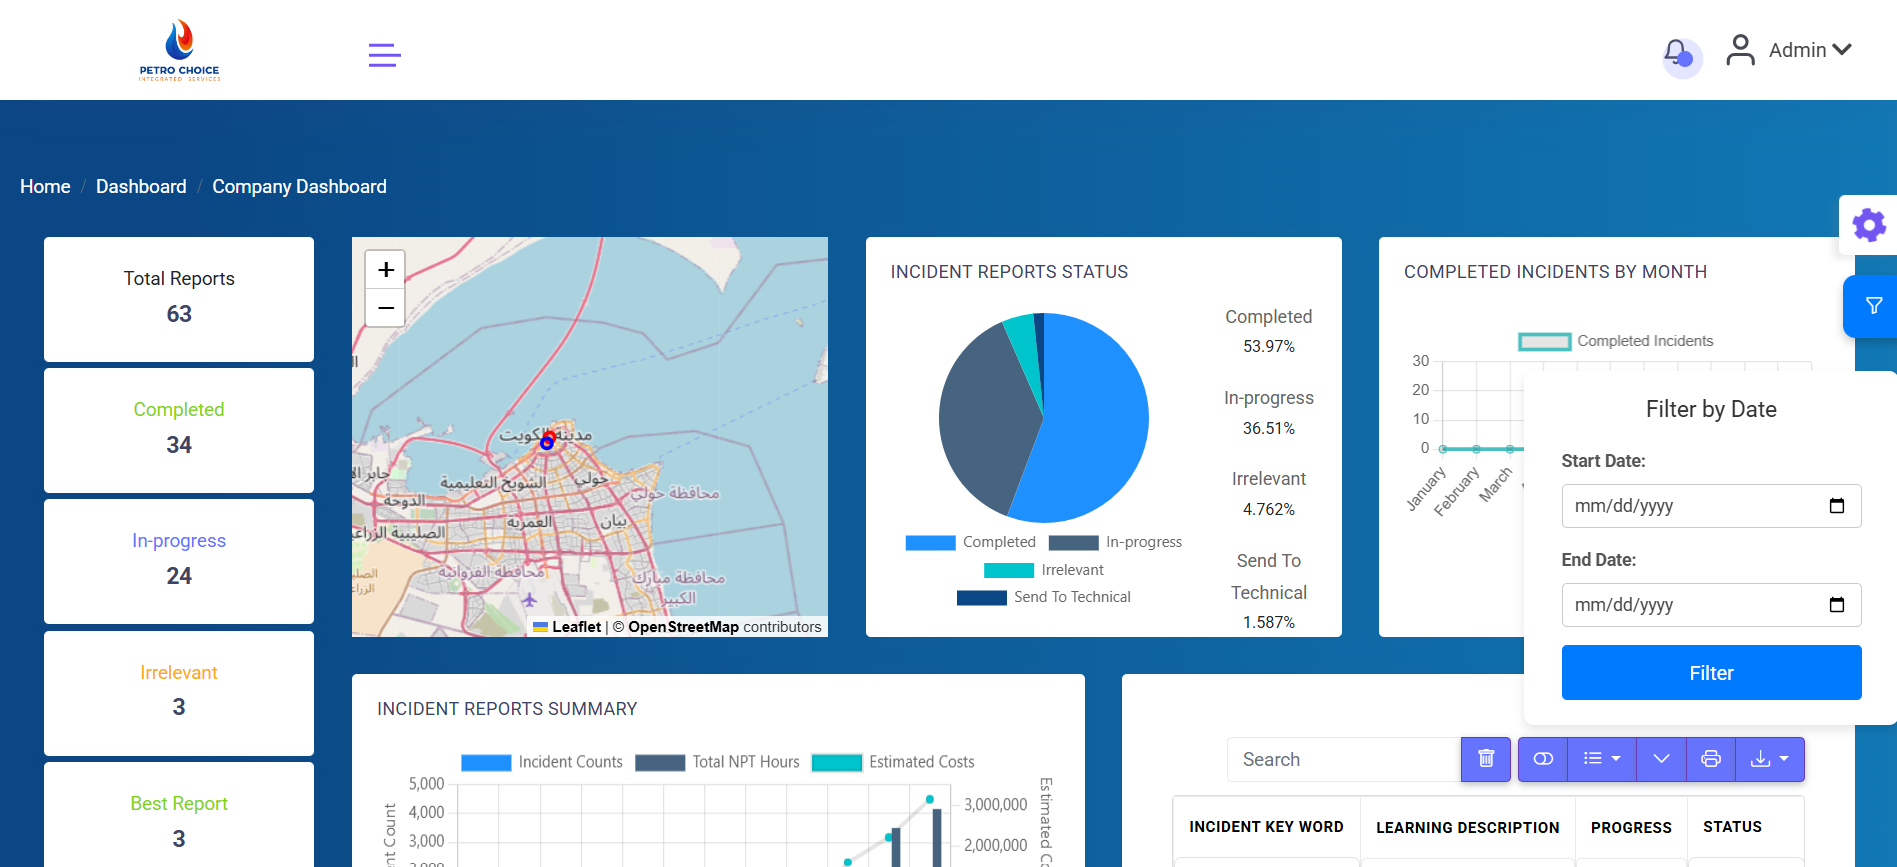 PETRO CHOICE
INTEGRATED SERVICES
Admin
Home / Dashboard / Company Dashboard
Total Reports
63
Completed
34
In-progress
24
Irrelevant
3
Best Report
3
+
−
مدينة الكويت
جابر الا
الشويخ التعليمية
حولي
محافظة حولي
الدوحة
العمرية
بيان
الصليبية الزراعي
محافظة الفروانية
محافظة مبارك
الكبير
الصلي
الزرا
Leaflet | © OpenStreetMap contributors
INCIDENT REPORTS STATUS
Completed
53.97%
In-progress
36.51%
Irrelevant
4.762%
Send To
Technical
1.587%
Completed In-progress
Irrelevant
Send To Technical
COMPLETED INCIDENTS BY MONTH
Completed Incidents
30
20
10
0
January
February
March
Filter by Date
Start Date:
mm/dd/yyyy
End Date:
mm/dd/yyyy
Filter
INCIDENT REPORTS SUMMARY
Incident Counts Total NPT Hours Estimated Costs
5,000
4,000
3,000
nt Count
3,000,000
2,000,000
Estimated Co
Search
INCIDENT KEY WORD LEARNING DESCRIPTION PROGRESS STATUS